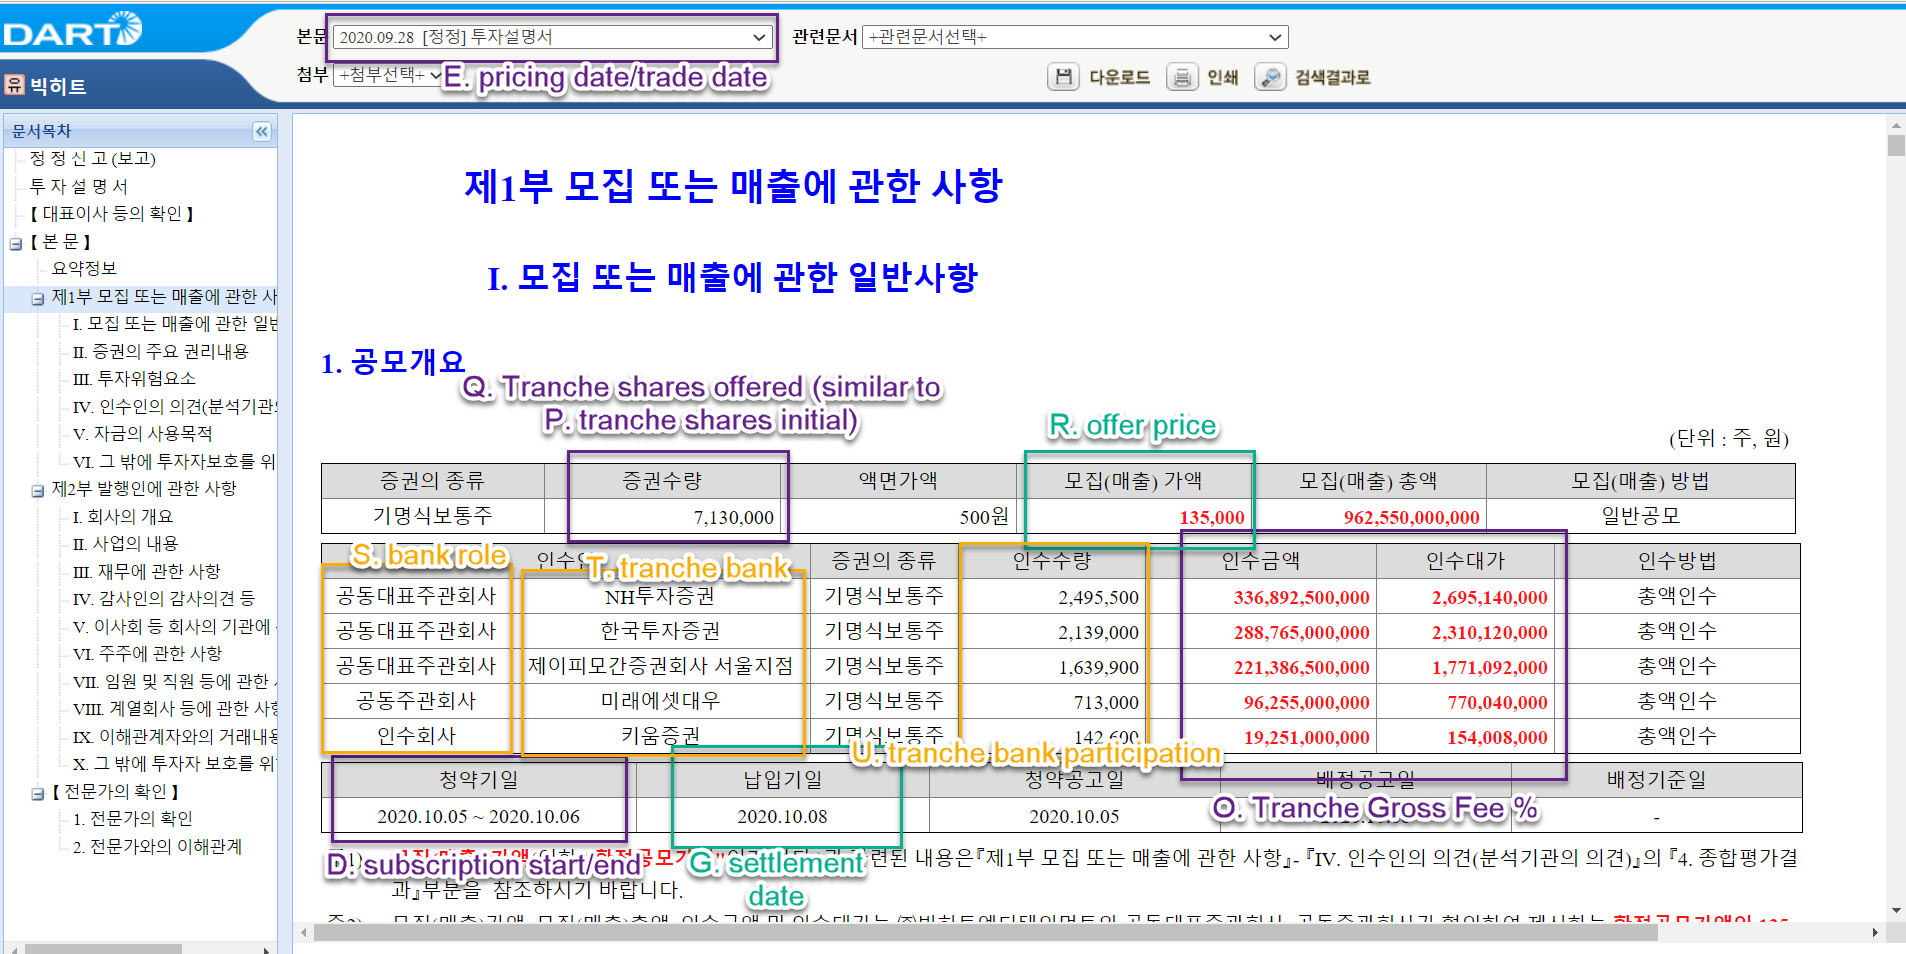 DART
본문 2020.09.28 [정정] 투자설명서 관련문서 +관련문서선택+
첨부 +첨부선택+ E. pricing date/trade date 다운로드 인쇄 검색결과로
유 빅히트
문서목차
정 정 신 고 (보고)
투 자 설 명 서
【 대표이사 등의 확인 】
【 본 문 】
요약정보
제1부 모집 또는 매출에 관한 사
I. 모집 또는 매출에 관한 일반
II. 증권의 주요 권리내용
III. 투자위험요소
IV. 인수인의 의견(분석기관의
V. 자금의 사용목적
VI. 그 밖에 투자자보호를 위
제2부 발행인에 관한 사항
I. 회사의 개요
II. 사업의 내용
III. 재무에 관한 사항
IV. 감사인의 감사의견 등
V. 이사회 등 회사의 기관에
VI. 주주에 관한 사항
VII. 임원 및 직원 등에 관한
VIII. 계열회사 등에 관한 사항
IX. 이해관계자와의 거래내용
X. 그 밖에 투자자 보호를 위
【 전문가의 확인 】
1. 전문가의 확인
2. 전문가와의 이해관계
제1부 모집 또는 매출에 관한 사항
I. 모집 또는 매출에 관한 일반사항
1. 공모개요
Q. Tranche shares offered (similar to
P. tranche shares initial)
R. offer price
(단위 : 주, 원)
증권의 종류 증권수량 액면가액 모집(매출) 가액 모집(매출) 총액 모집(매출) 방법
기명식보통주 7,130,000 500원 135,000 962,550,000,000 일반공모
S. bank role T. tranche bank
증권의 종류 인수수량 인수금액 인수대가 인수방법
공동대표주관회사 NH투자증권 기명식보통주 2,495,500 336,892,500,000 2,695,140,000 총액인수
공동대표주관회사 한국투자증권 기명식보통주 2,139,000 288,765,000,000 2,310,120,000 총액인수
공동대표주관회사 제이피모간증권회사 서울지점 기명식보통주 1,639,900 221,386,500,000 1,771,092,000 총액인수
공동주관회사 미래에셋대우 기명식보통주 713,000 96,255,000,000 770,040,000 총액인수
인수회사 키움증권 기명식보통주 142,600 19,251,000,000 154,008,000 총액인수
U. tranche bank participation
청약기일 납입기일 청약공고일 배정공고일 배정기준일
2020.10.05 ~ 2020.10.06 2020.10.08 2020.10.05 -
O. Tranche Gross Fee %
D. subscription start/end
G. settlement
date
관련된 내용은『제1부 모집 또는 매출에 관한 사항』-『IV. 인수인의 의견(분석기관의 의견)』의 『4. 종합평가결
과』부분을 참조하시기 바랍니다.